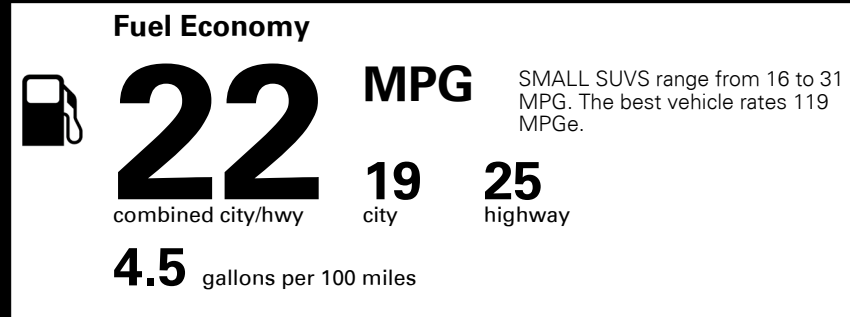 Fuel Economy
22 MPG
SMALL SUVS range from 16 to 31
MPG. The best vehicle rates 119
MPGe.
combined city/hwy
19
city
25
highway
4.5 gallons per 100 miles